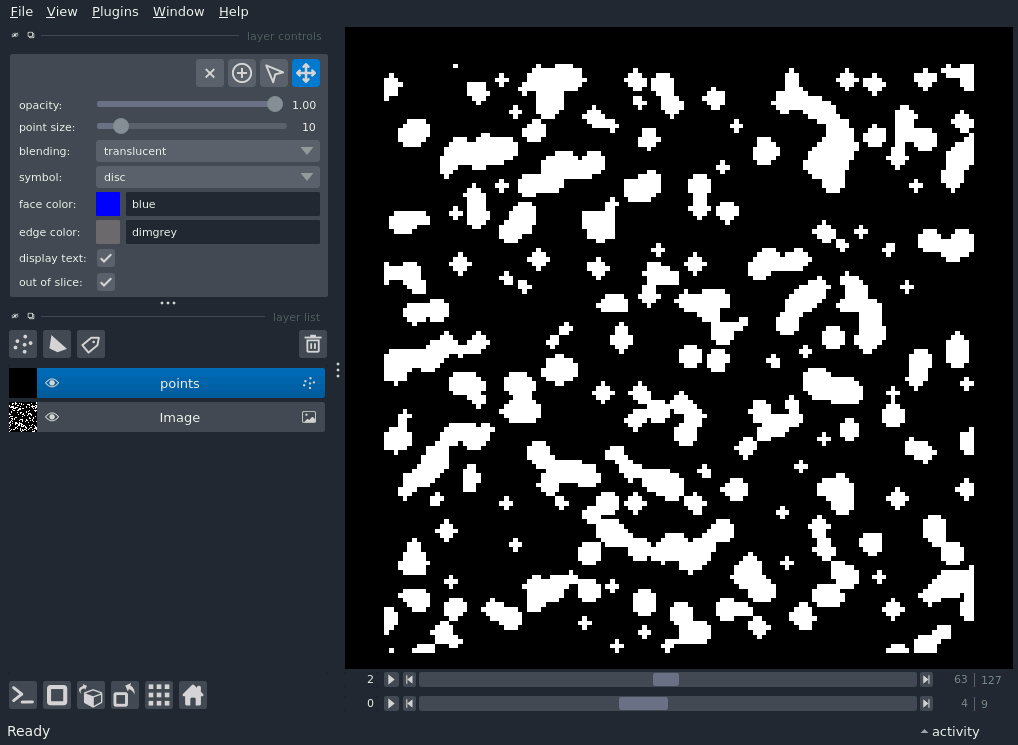 File View Plugins Window Help
layer controls
opacity: 1.00
point size: 10
blending: translucent
symbol: disc
face color: blue
edge color: dimgrey
display text:
out of slice:
layer list
points
Image
2 63 127
0 4 9
Ready activity